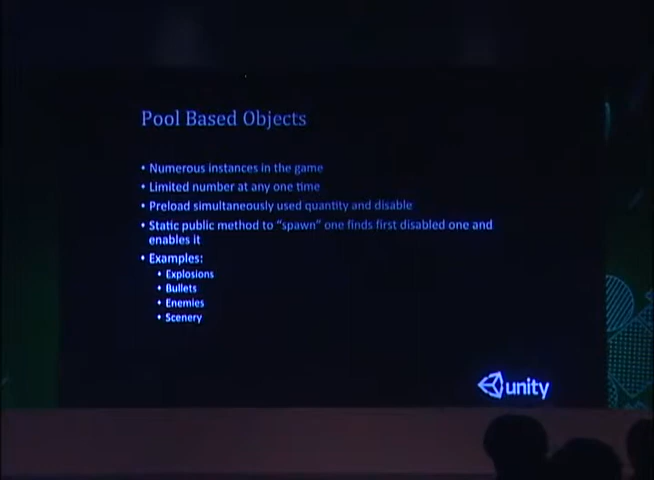 Pool Based Objects
• Numerous instances in the game
• Limited number at any one time
• Preload simultaneously used quantity and disable
• Static public method to “spawn” one finds first disabled one and
enables it
• Examples:
• Explosions
• Bullets
• Enemies
• Scenery
unity